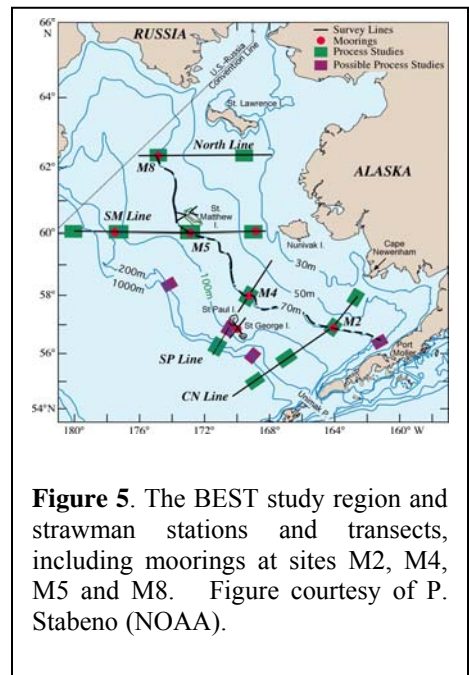 66°
N
64°
62°
60°
58°
56°
54°N
RUSSIA
U.S.-Russia
Convention Line
Survey Lines
Moorings
Process Studies
Possible Process Studies
St. Lawrence I.
North Line
M8
ALASKA
SM Line
St.
Matthew
I.
M5
Nunivak I.
Cape
Newenham
30m
200m
1000m
100m
50m
M4
70m
St Paul I.
St George I.
M2
Port
Moller
SP Line
CN Line
Unimak P.
180°
176°
170°
168°
164°
160° W
Figure 5. The BEST study region and
strawman stations and transects,
including moorings at sites M2, M4,
M5 and M8. Figure courtesy of P.
Stabeno (NOAA).